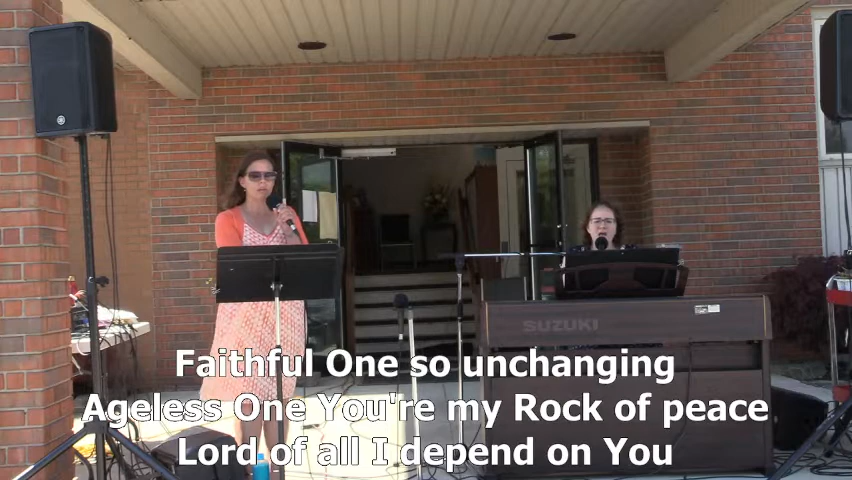 SUZUKI
Faithful One so unchanging
Ageless One You're my Rock of peace
Lord of all I depend on You